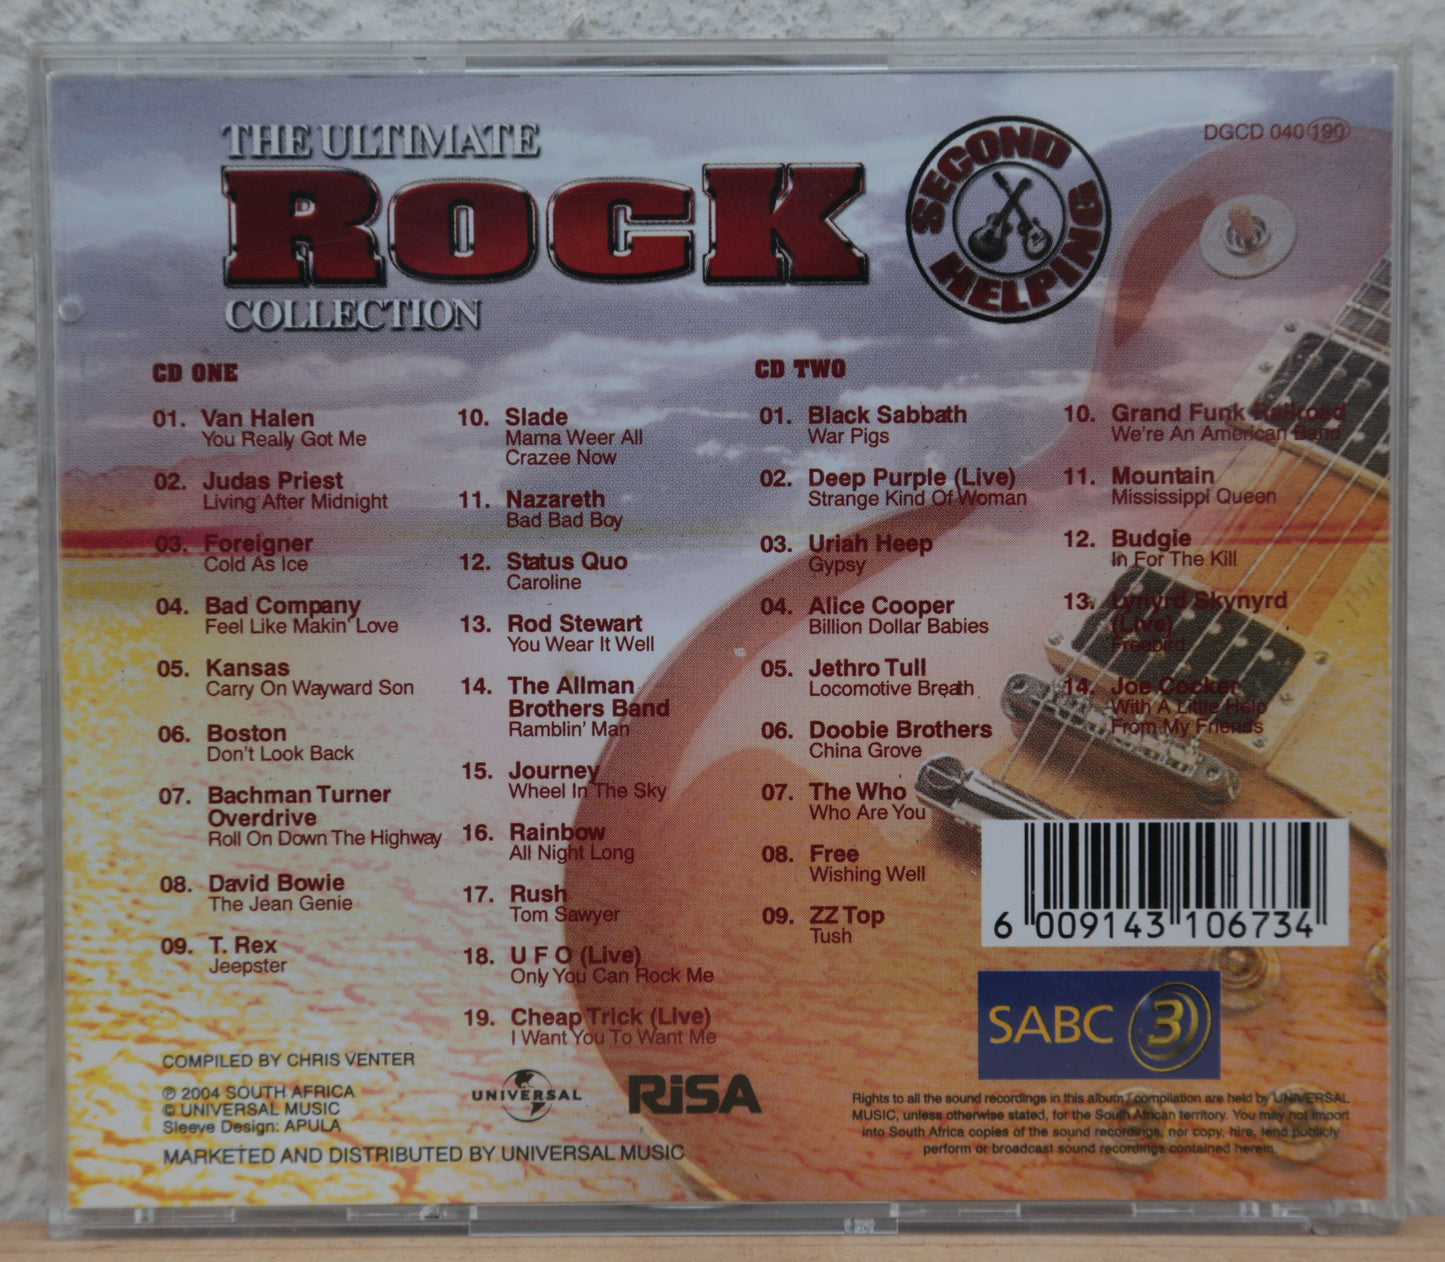 THE ULTIMATE
ROCK
COLLECTION
SECOND HELPING
DGCD 040 (190)
CD ONE
01. Van Halen
You Really Got Me
02. Judas Priest
Living After Midnight
03. Foreigner
Cold As Ice
04. Bad Company
Feel Like Makin' Love
05. Kansas
Carry On Wayward Son
06. Boston
Don't Look Back
07. Bachman Turner
Overdrive
Roll On Down The Highway
08. David Bowie
The Jean Genie
09. T. Rex
Jeepster
10. Slade
Mama Weer All
Crazee Now
11. Nazareth
Bad Bad Boy
12. Status Quo
Caroline
13. Rod Stewart
You Wear It Well
14. The Allman
Brothers Band
Ramblin' Man
15. Journey
Wheel In The Sky
16. Rainbow
All Night Long
17. Rush
Tom Sawyer
18. U F O (Live)
Only You Can Rock Me
19. Cheap Trick (Live)
I Want You To Want Me
CD TWO
01. Black Sabbath
War Pigs
02. Deep Purple (Live)
Strange Kind Of Woman
03. Uriah Heep
Gypsy
04. Alice Cooper
Billion Dollar Babies
05. Jethro Tull
Locomotive Breath
06. Doobie Brothers
China Grove
07. The Who
Who Are You
08. Free
Wishing Well
09. ZZ Top
Tush
10. Grand Funk Railroad
We're An American Band
11. Mountain
Mississippi Queen
12. Budgie
In For The Kill
13. Lynyrd Skynyrd
(Live)
Freebird
14. Joe Cocker
With A Little Help
From My Friends
6 009143 106734
SABC 3
COMPILED BY CHRIS VENTER
℗ 2004 SOUTH AFRICA
© UNIVERSAL MUSIC
Sleeve Design: APULA
UNIVERSAL
RiSA
MARKETED AND DISTRIBUTED BY UNIVERSAL MUSIC
Rights to all the sound recordings in this album / compilation are held by UNIVERSAL
MUSIC, unless otherwise stated, for the South African territory. You may not import
into South Africa copies of the sound recordings, nor copy, hire, lend publicly
perform or broadcast sound recordings contained herein.